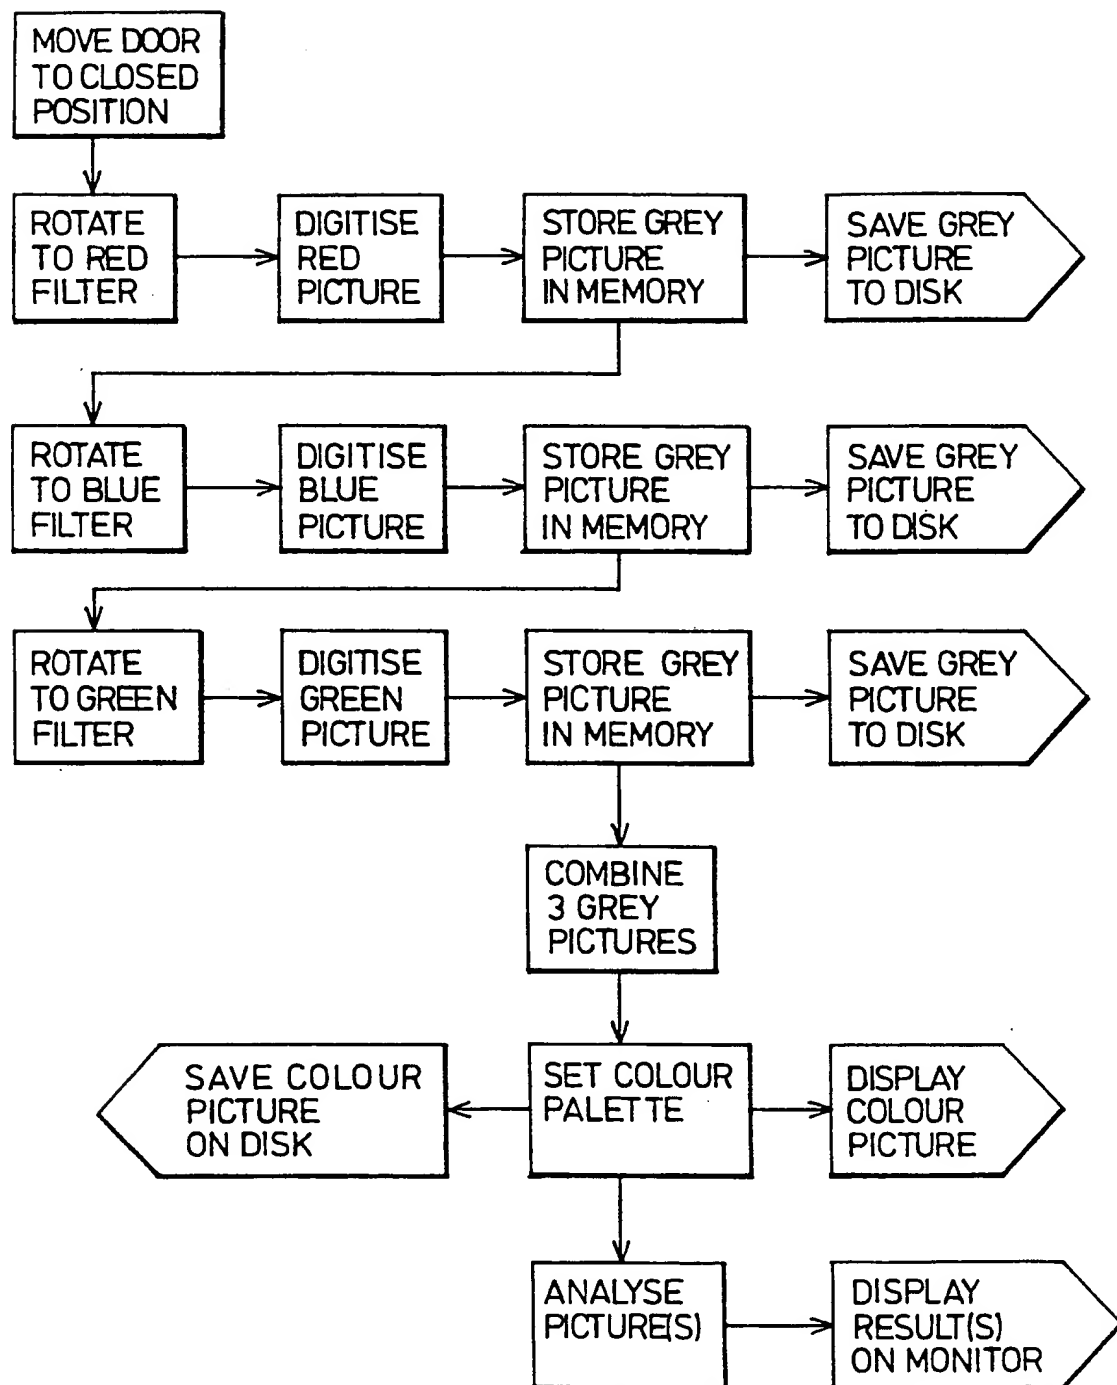 MOVE DOOR
TO CLOSED
POSITION
ROTATE
TO RED
FILTER
DIGITISE
RED
PICTURE
STORE GREY
PICTURE
IN MEMORY
SAVE GREY
PICTURE
TO DISK
ROTATE
TO BLUE
FILTER
DIGITISE
BLUE
PICTURE
STORE GREY
PICTURE
IN MEMORY
SAVE GREY
PICTURE
TO DISK
ROTATE
TO GREEN
FILTER
DIGITISE
GREEN
PICTURE
STORE GREY
PICTURE
IN MEMORY
SAVE GREY
PICTURE
TO DISK
COMBINE
3 GREY
PICTURES
SAVE COLOUR
PICTURE
ON DISK
SET COLOUR
PALETTE
DISPLAY
COLOUR
PICTURE
ANALYSE
PICTURE(S)
DISPLAY
RESULT(S)
ON MONITOR